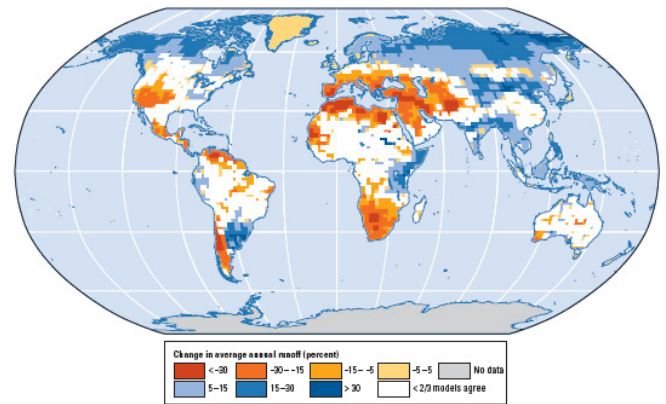 Change in average annual runoff (percent)
< -30 -30 – -15 -15 – -5 -5 – 5 No data
5 – 15 15 – 30 > 30 < 2/3 models agree